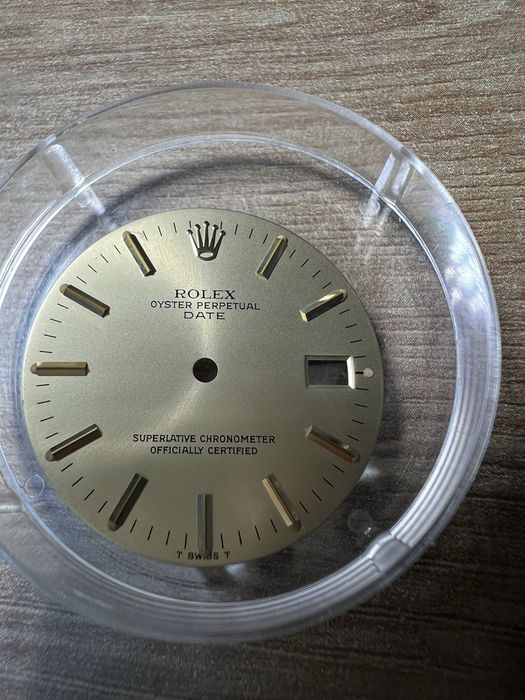 ROLEX
OYSTER PERPETUAL
DATE
SUPERLATIVE CHRONOMETER
OFFICIALLY CERTIFIED
T SWISS T